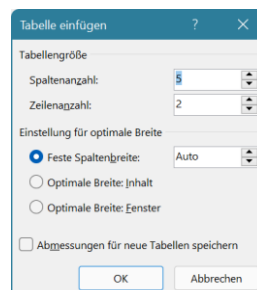 Tabelle einfügen ? ×
Tabellengröße
Spaltenanzahl: 5
Zeilenanzahl: 2
Einstellung für optimale Breite
Feste Spaltenbreite: Auto
Optimale Breite: Inhalt
Optimale Breite: Fenster
Abmessungen für neue Tabellen speichern
OK Abbrechen